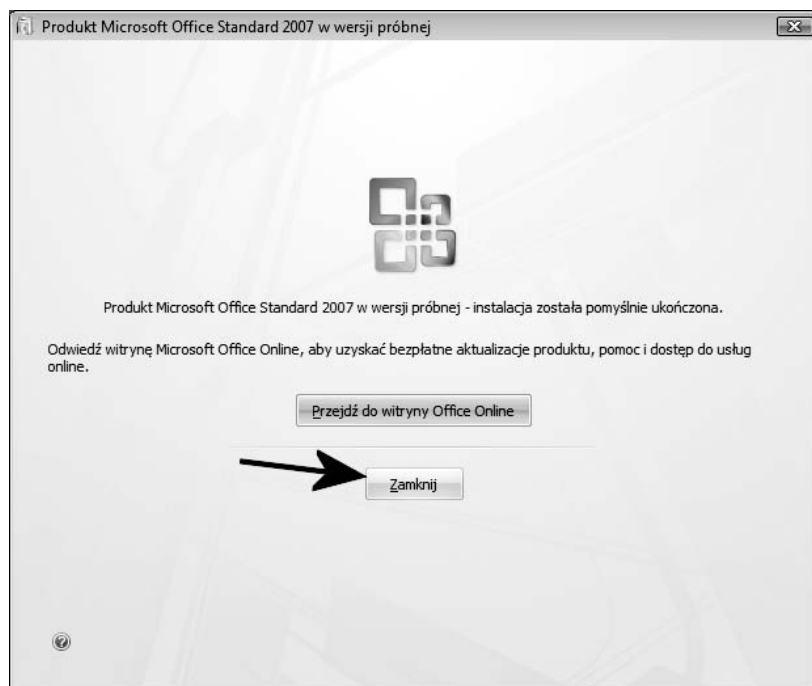 Produkt Microsoft Office Standard 2007 w wersji próbnej
Produkt Microsoft Office Standard 2007 w wersji próbnej - instalacja została pomyślnie ukończona.
Odwiedź witrynę Microsoft Office Online, aby uzyskać bezpłatne aktualizacje produktu, pomoc i dostęp do usług
online.
Przejdź do witryny Office Online
Zamknij